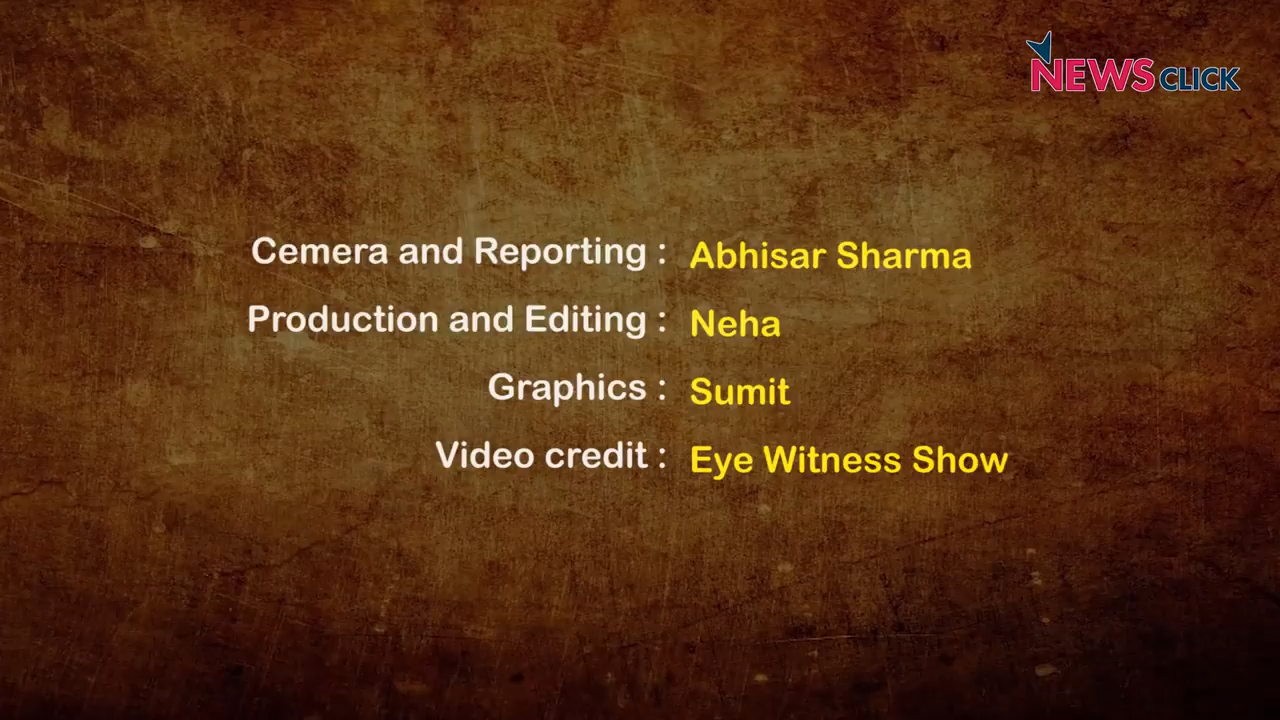 NEWSCLICK
Cemera and Reporting : Abhisar Sharma
Production and Editing : Neha
Graphics : Sumit
Video credit : Eye Witness Show